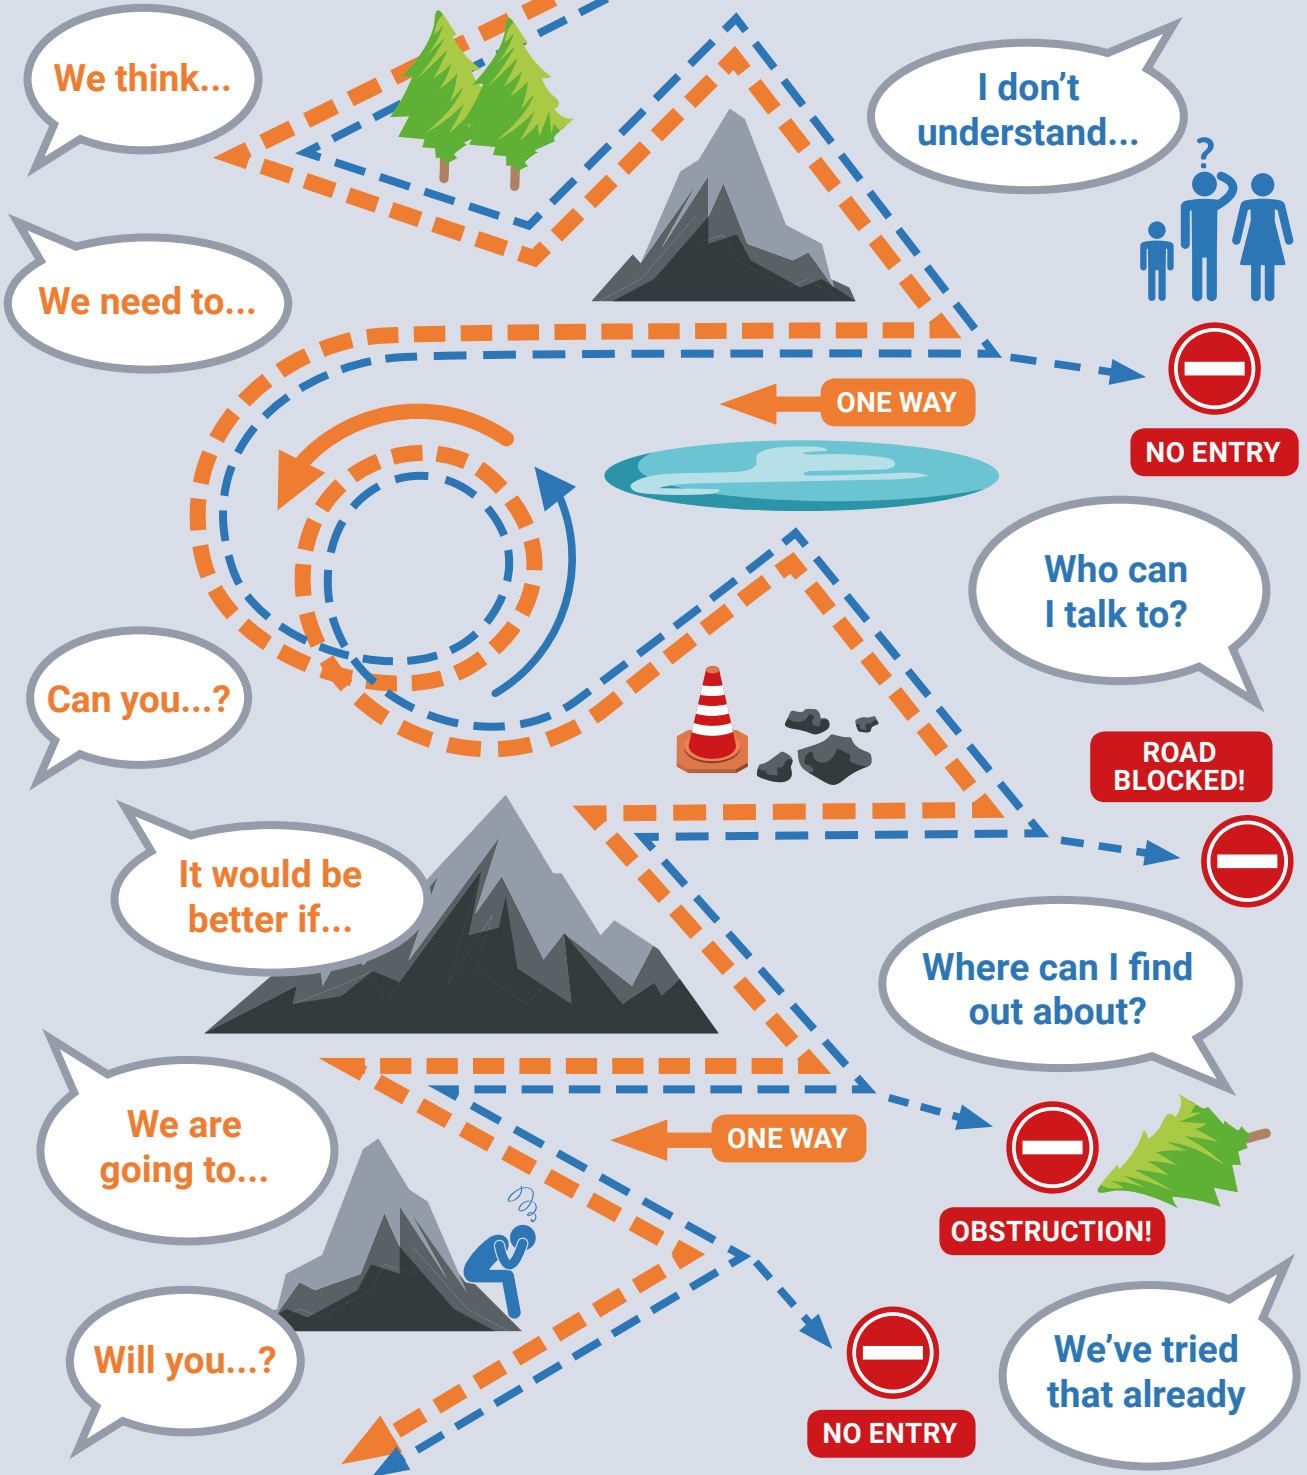 We think...
I don't
understand...
?
We need to...
ONE WAY
NO ENTRY
Who can
I talk to?
Can you...?
ROAD
BLOCKED!
It would be
better if...
Where can I find
out about?
We are
going to...
ONE WAY
OBSTRUCTION!
Will you...?
We've tried
that already
NO ENTRY